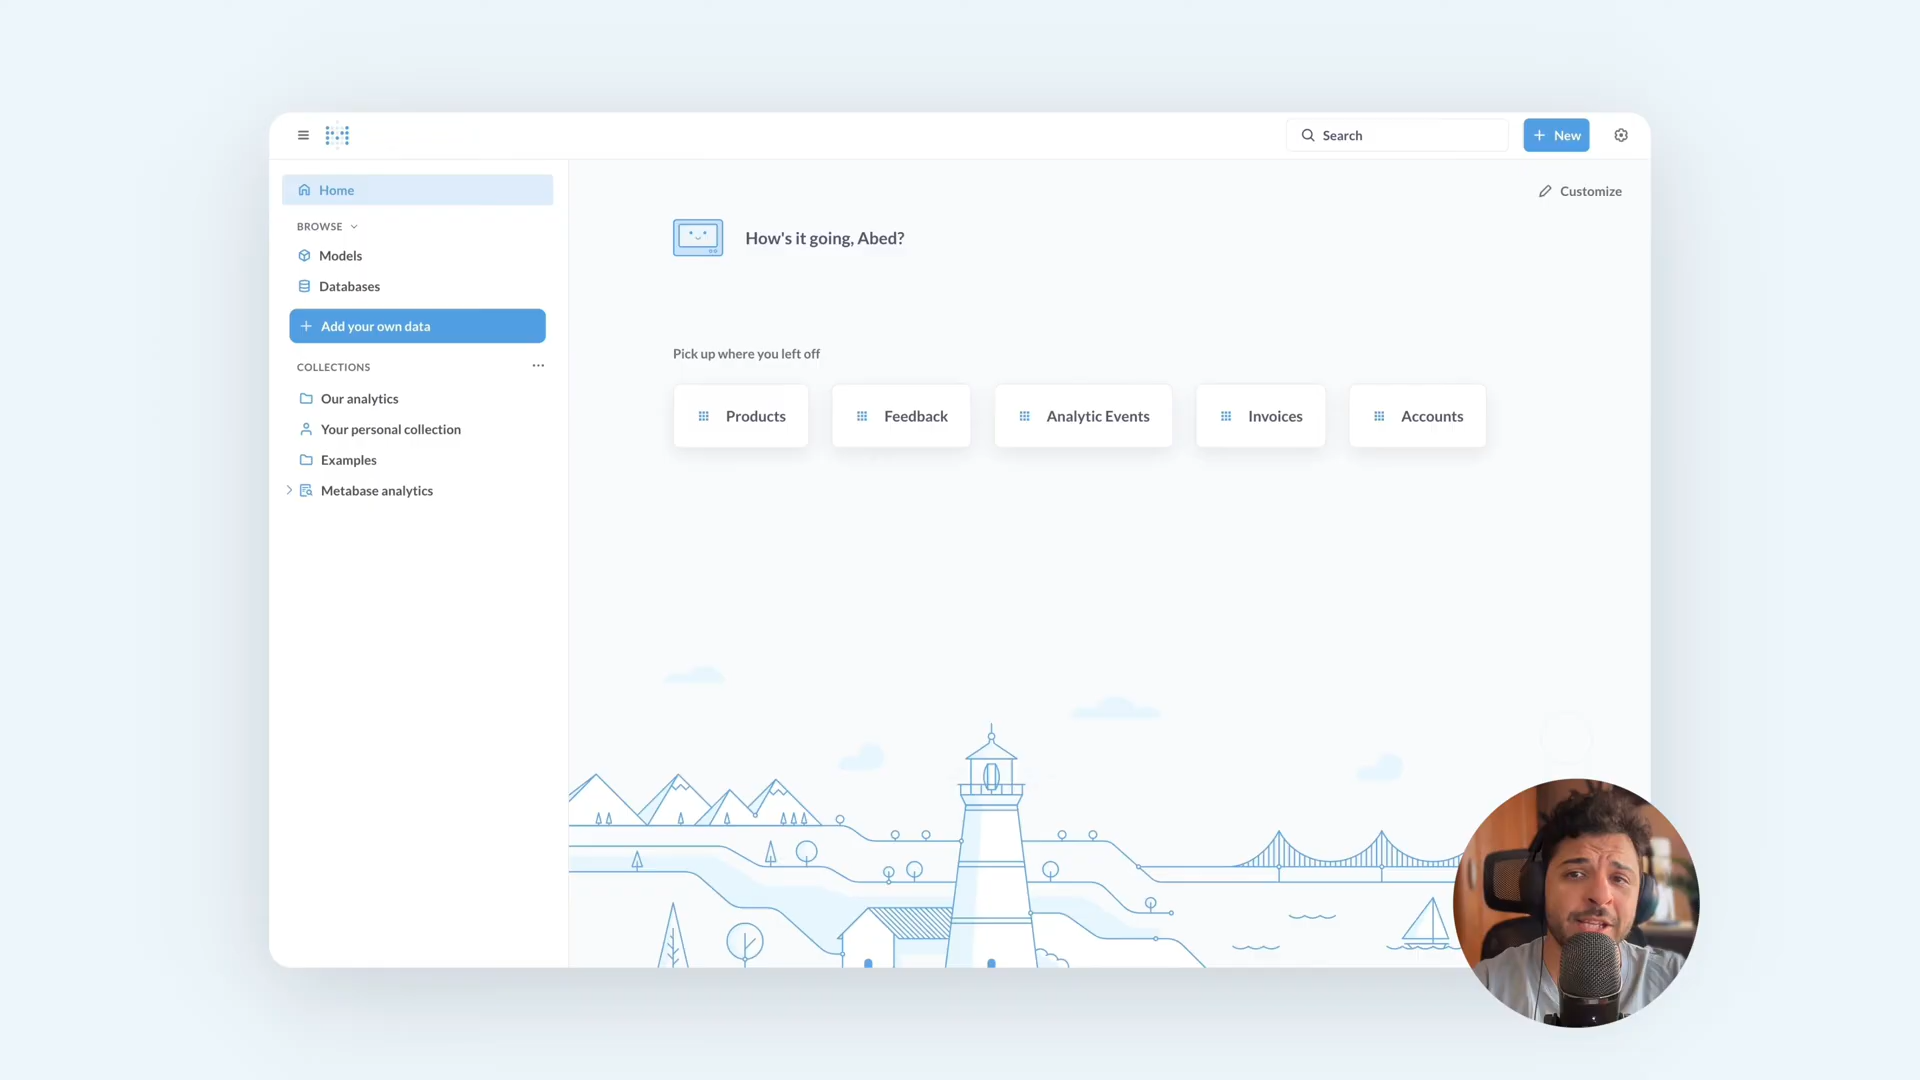 Search
New
Home
Customize
BROWSE
How's it going, Abed?
Models
Databases
Add your own data
Pick up where you left off
COLLECTIONS
Our analytics
Products
Feedback
Analytic Events
Invoices
Accounts
Your personal collection
Examples
Metabase analytics